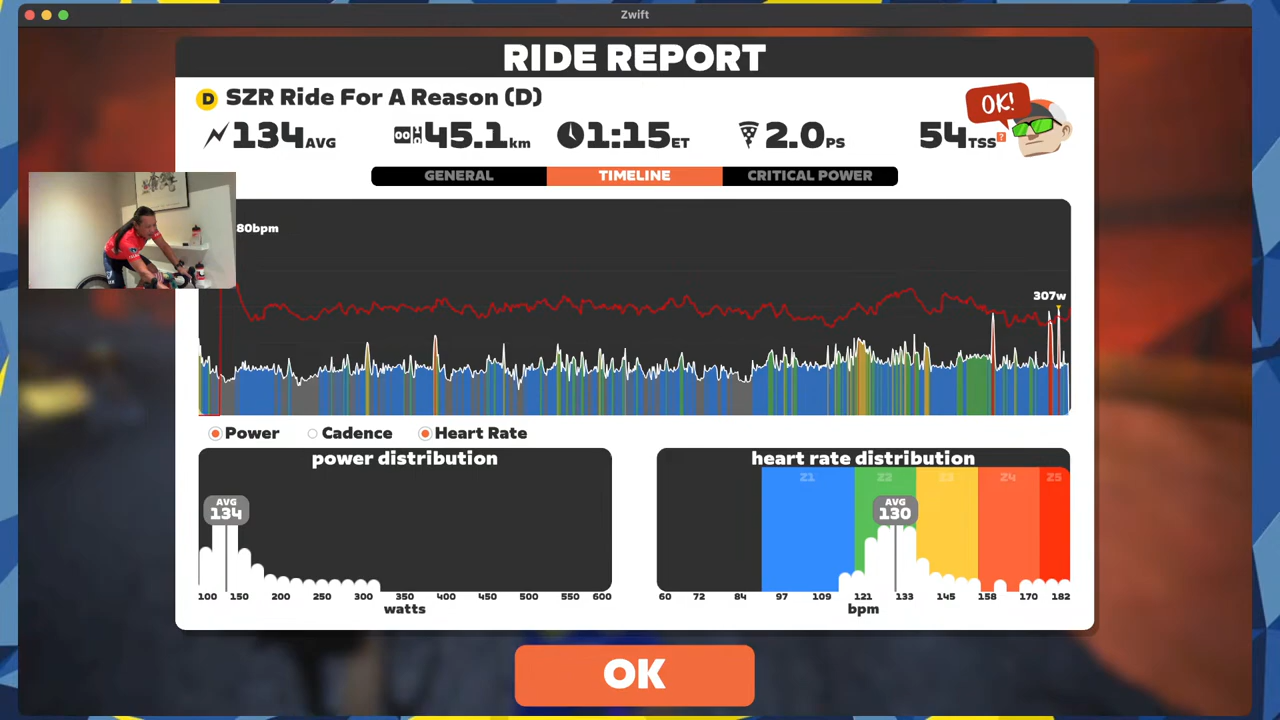 Zwift
RIDE REPORT
D SZR Ride For A Reason (D)
OK!
134AVG 45.1km 1:15ET 2.0PS 54TSS?
GENERAL TIMELINE CRITICAL POWER
80bpm
307w
Power Cadence Heart Rate
power distribution
AVG
134
100 150 200 250 300 350 400 450 500 550 600
watts
heart rate distribution
Z1 Z2 Z3 Z4 Z5
AVG
130
60 72 84 97 109 121 133 145 158 170 182
bpm
OK